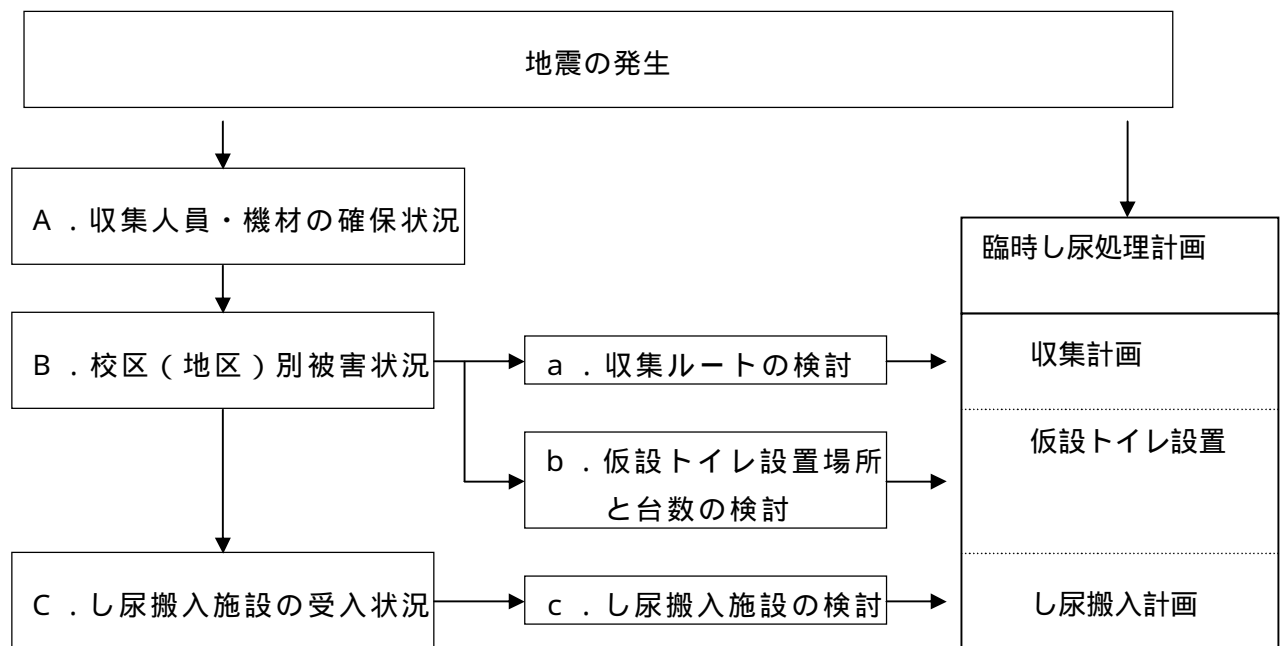 地震の発生
A．収集人員・機材の確保状況
臨時し尿処理計画
B．校区（地区）別被害状況
a．収集ルートの検討
収集計画
b．仮設トイレ設置場所
と台数の検討
仮設トイレ設置
C．し尿搬入施設の受入状況
c．し尿搬入施設の検討
し尿搬入計画